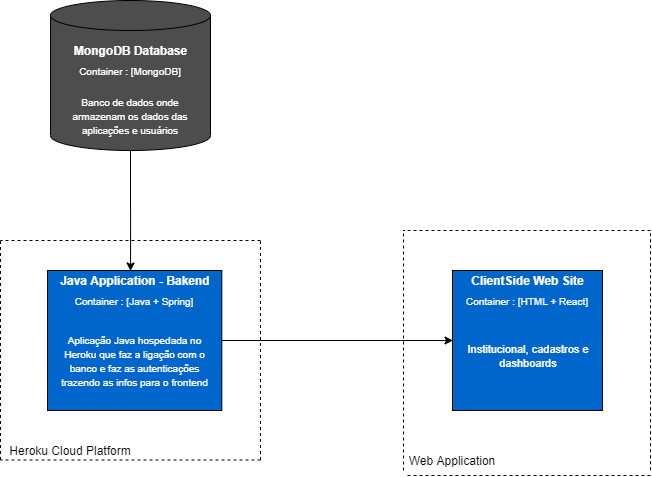 MongoDB Database
Container : [MongoDB]
Banco de dados onde
armazenam os dados das
aplicações e usuários
Java Application - Bakend
Container : [Java + Spring]
Aplicação Java hospedada no
Heroku que faz a ligação com o
banco e faz as autenticações
trazendo as infos para o frontend
Heroku Cloud Platform
ClientSide Web Site
Container : [HTML + React]
Institucional, cadastros e
dashboards
Web Application